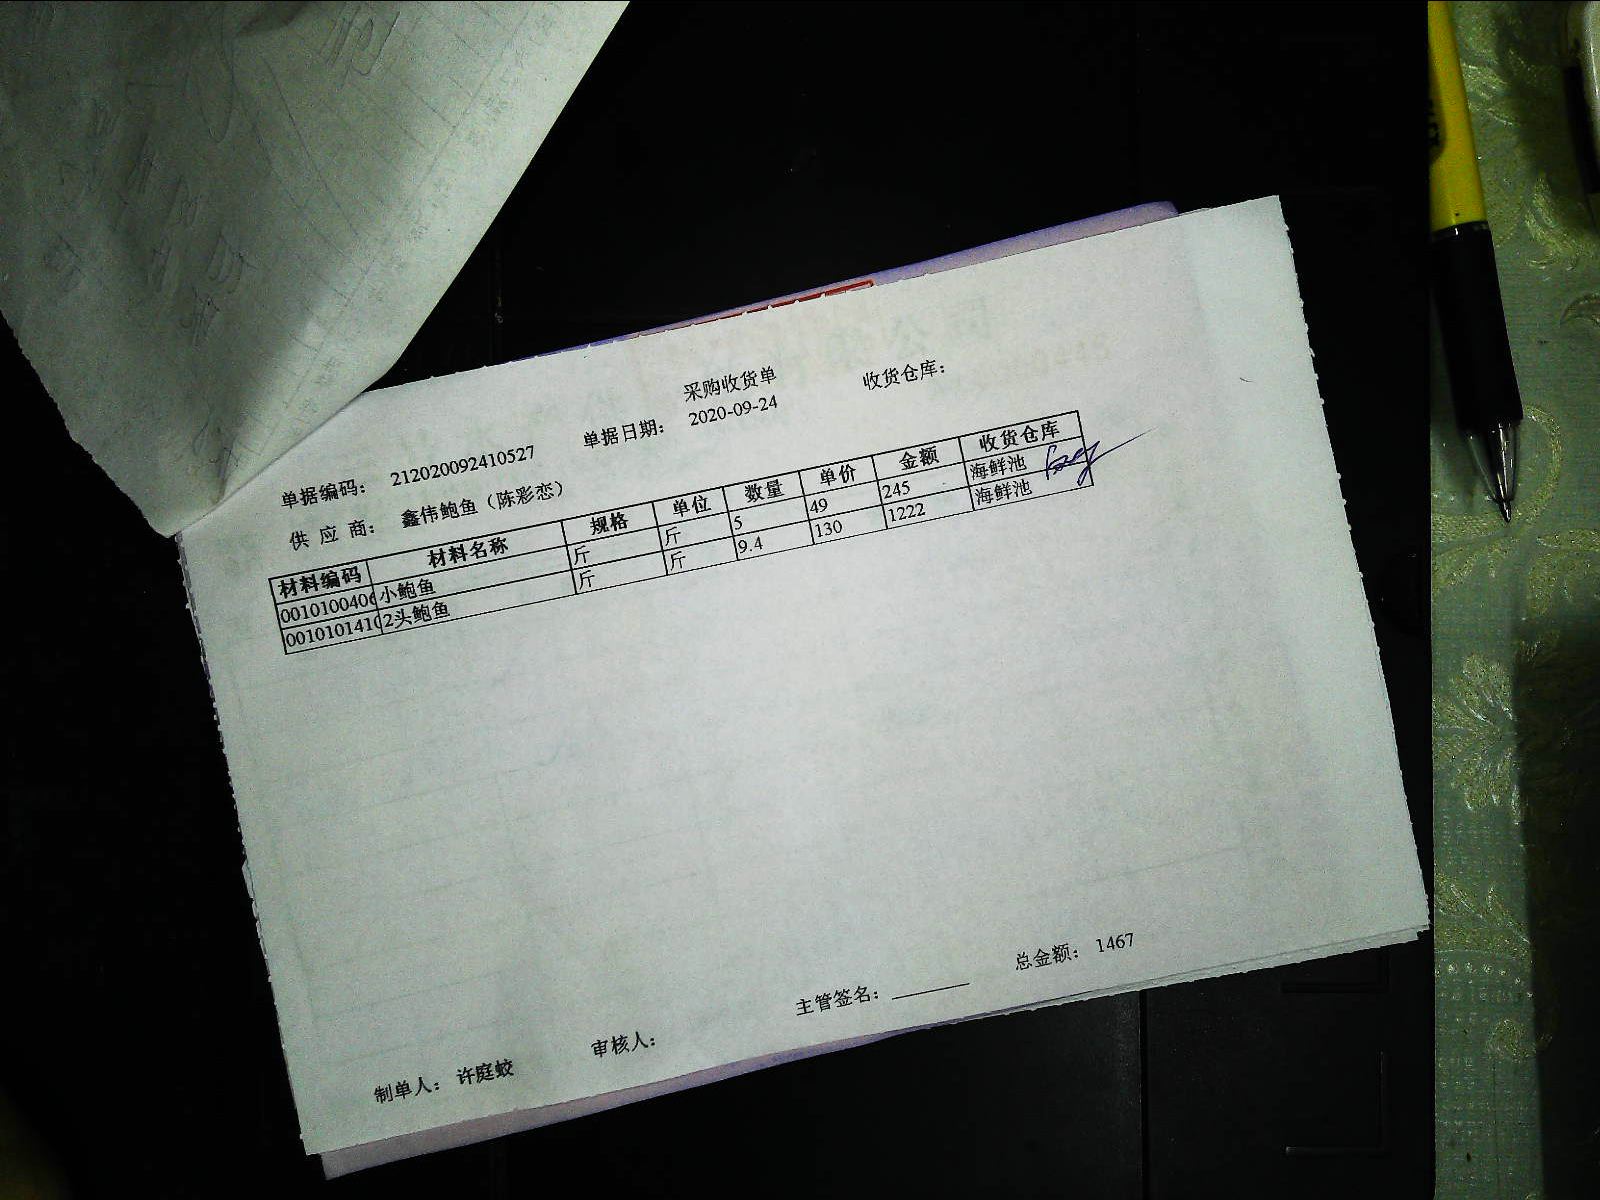 采购收货单
单据编码： 212020092410527 单据日期： 2020-09-24 收货仓库：
供 应 商： 鑫伟鲍鱼（陈彩恋）
材料编码 材料名称 规格 单位 数量 单价 金额 收货仓库
0010100406 小鲍鱼 斤 斤 5 49 245 海鲜池
001010141 2头鲍鱼 斤 斤 9.4 130 1222 海鲜池
总金额： 1467
主管签名：
制单人： 许庭蛟 审核人：